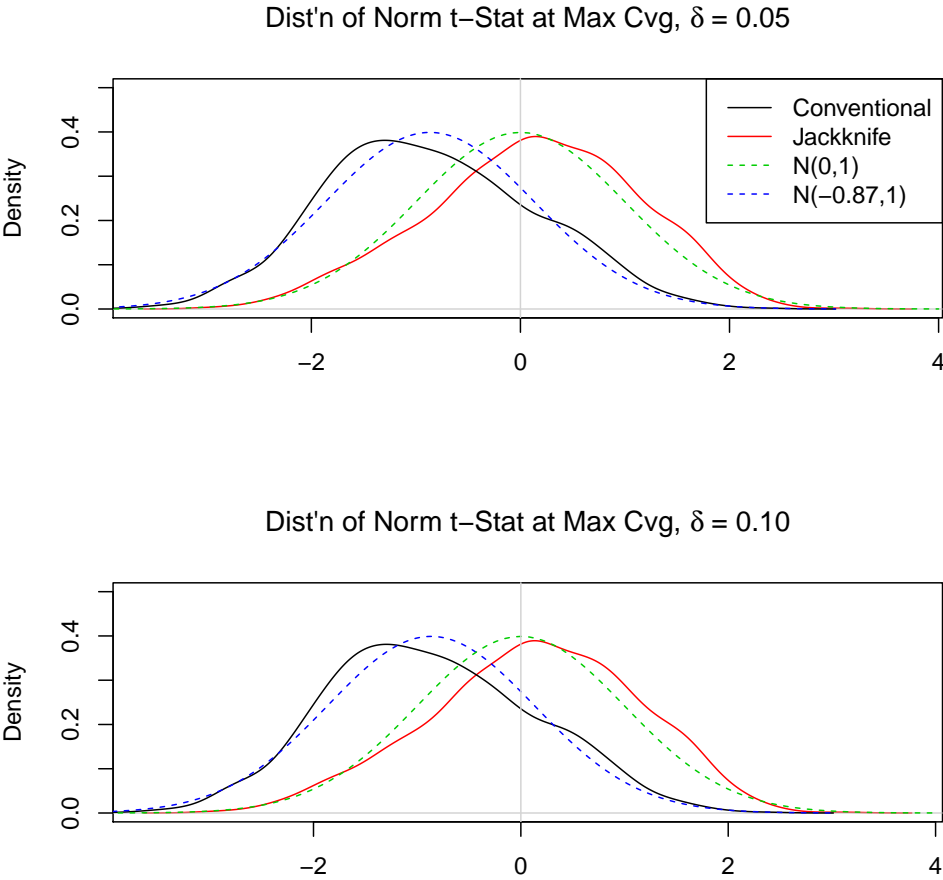 Dist'n of Norm t−Stat at Max Cvg, δ = 0.05
Density
0.0
0.2
0.4
Conventional
Jackknife
N(0,1)
N(−0.87,1)
−2
0
2
4
Dist'n of Norm t−Stat at Max Cvg, δ = 0.10
Density
0.0
0.2
0.4
−2
0
2
4